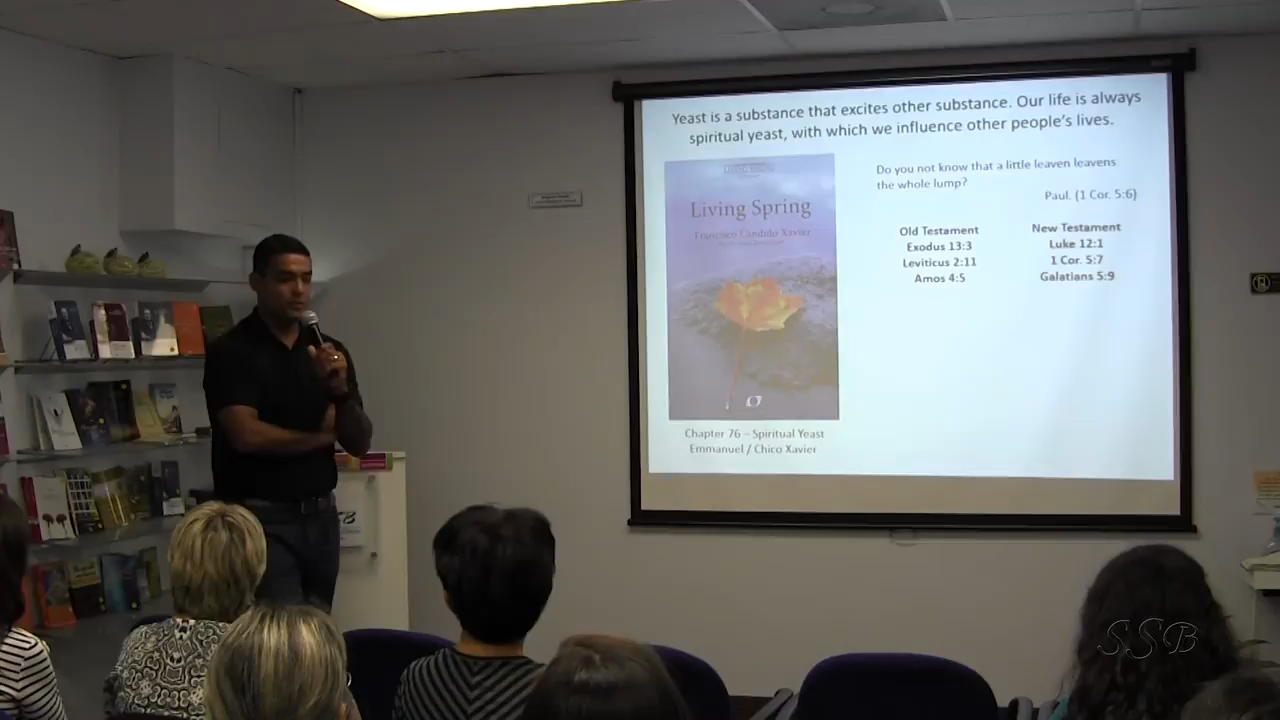 Yeast is a substance that excites other substance. Our life is always
spiritual yeast, with which we influence other people's lives.
Living Spring
Francisco Candido Xavier
Do you not know that a little leaven leavens
the whole lump?
Paul. (1 Cor. 5:6)
Old Testament
Exodus 13:3
Leviticus 2:11
Amos 4:5
New Testament
Luke 12:1
1 Cor. 5:7
Galatians 5:9
Chapter 76 – Spiritual Yeast
Emmanuel / Chico Xavier
SSB